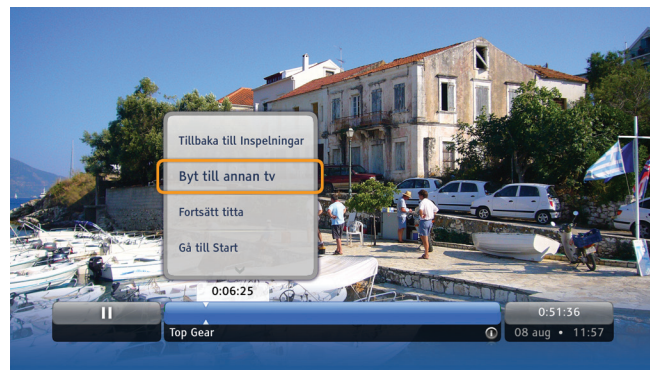 Tillbaka till Inspelningar
Byt till annan tv
Fortsätt titta
Gå till Start
0:06:25
0:51:36
Top Gear
08 aug • 11:57